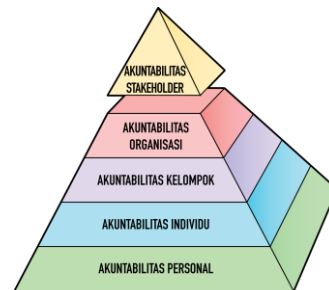 AKUNTABILITAS
STAKEHOLDER
AKUNTABILITAS
ORGANISASI
AKUNTABILITAS KELOMPOK
AKUNTABILITAS INDIVIDU
AKUNTABILITAS PERSONAL